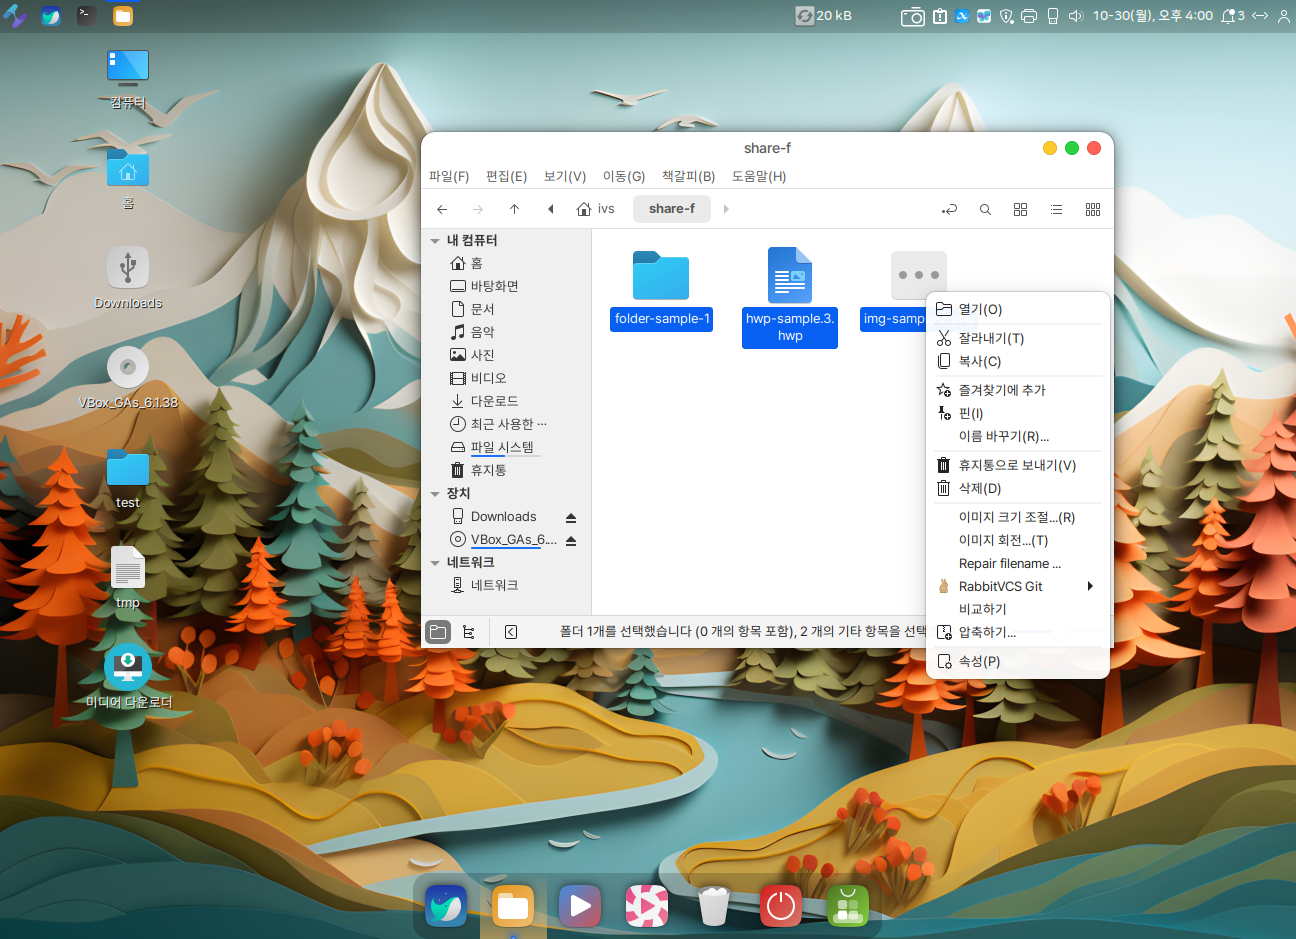 20 kB
10-30(월), 오후 4:00
3
컴퓨터
홈
Downloads
VBox_GAs_6.1.38
test
tmp
미디어 다운로더
share-f
파일(F)
편집(E)
보기(V)
이동(G)
책갈피(B)
도움말(H)
ivs
share-f
내 컴퓨터
홈
바탕화면
문서
음악
사진
비디오
다운로드
최근 사용한 ...
파일 시스템
휴지통
장치
Downloads
VBox_GAs_6....
네트워크
네트워크
folder-sample-1
hwp-sample.3.
hwp
img-samp
열기(O)
잘라내기(T)
복사(C)
즐겨찾기에 추가
핀(I)
이름 바꾸기(R)...
휴지통으로 보내기(V)
삭제(D)
이미지 크기 조절...(R)
이미지 회전...(T)
Repair filename ...
RabbitVCS Git
비교하기
압축하기...
속성(P)
폴더 1개를 선택했습니다 (0 개의 항목 포함), 2 개의 기타 항목을 선택